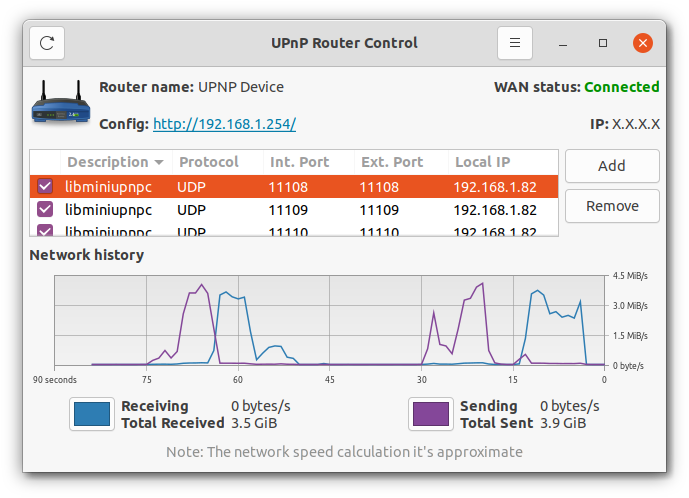 UPnP Router Control
Router name: UPNP Device
WAN status: Connected
Config: http://192.168.1.254/
IP: X.X.X.X
Description Protocol Int. Port Ext. Port Local IP
libminiupnpc UDP 11108 11108 192.168.1.82
libminiupnpc UDP 11109 11109 192.168.1.82
libminiupnpc UDP 11110 11110 192.168.1.82
Add
Remove
Network history
4.5 MiB/s
3.0 MiB/s
1.5 MiB/s
0 byte/s
90 seconds 75 60 45 30 15 0
Receiving 0 bytes/s
Total Received 3.5 GiB
Sending 0 bytes/s
Total Sent 3.9 GiB
Note: The network speed calculation it's approximate